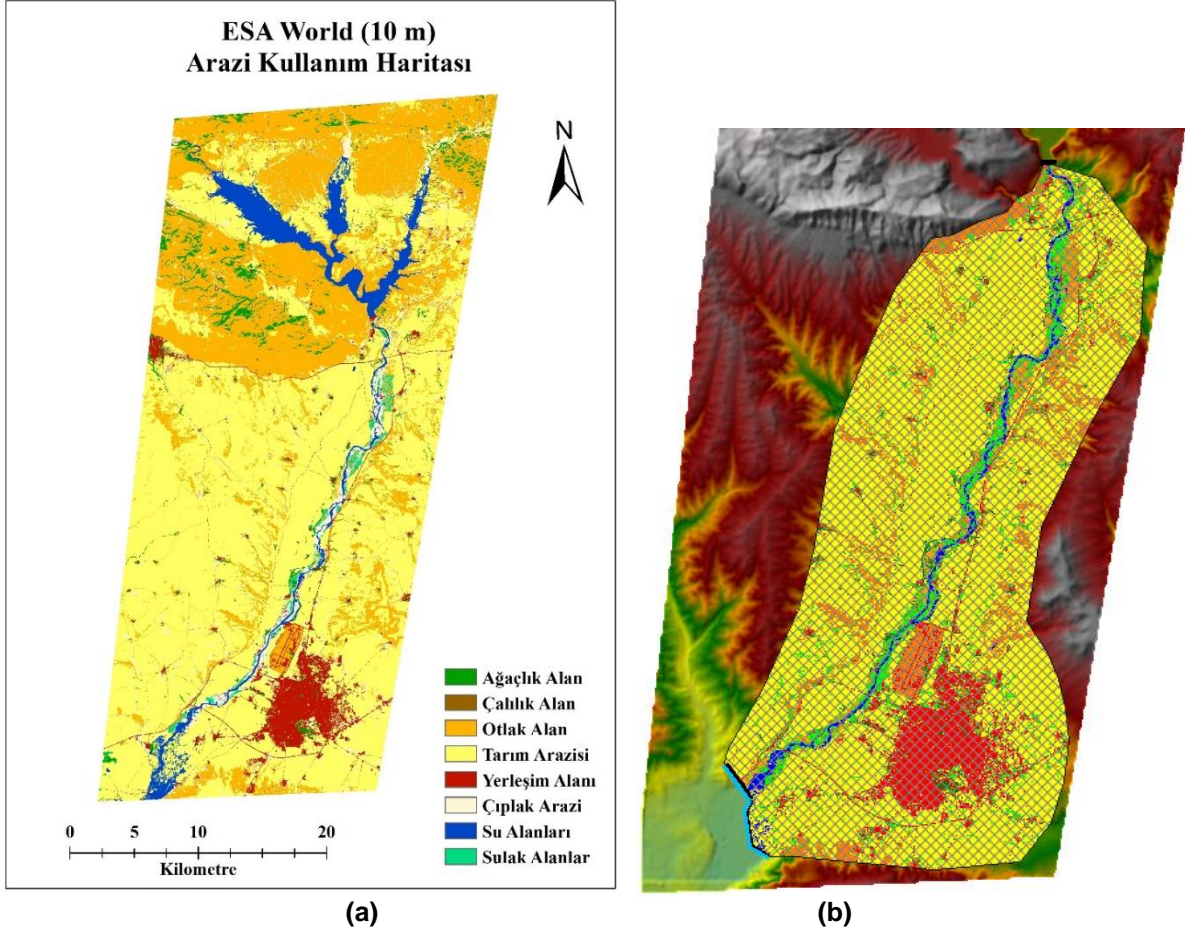 ESA World (10 m)
Arazi Kullanım Haritası
N
Ağaçlık Alan
Çalılık Alan
Otlak Alan
Tarım Arazisi
Yerleşim Alanı
Çıplak Arazi
Su Alanları
Sulak Alanlar
0 5 10 20
Kilometre
(a) (b)